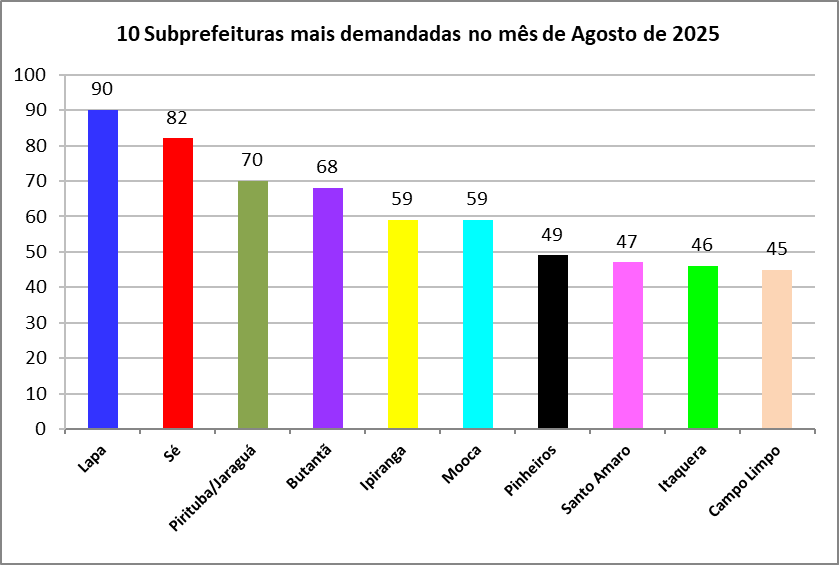 10 Subprefeituras mais demandadas no mês de Agosto de 2025
100
90
80
70
60
50
40
30
20
10
0
90
82
70
68
59
59
49
47
46
45
Lapa
Sé
Pirituba/Jaraguá
Butantã
Ipiranga
Mooca
Pinheiros
Santo Amaro
Itaquera
Campo Limpo